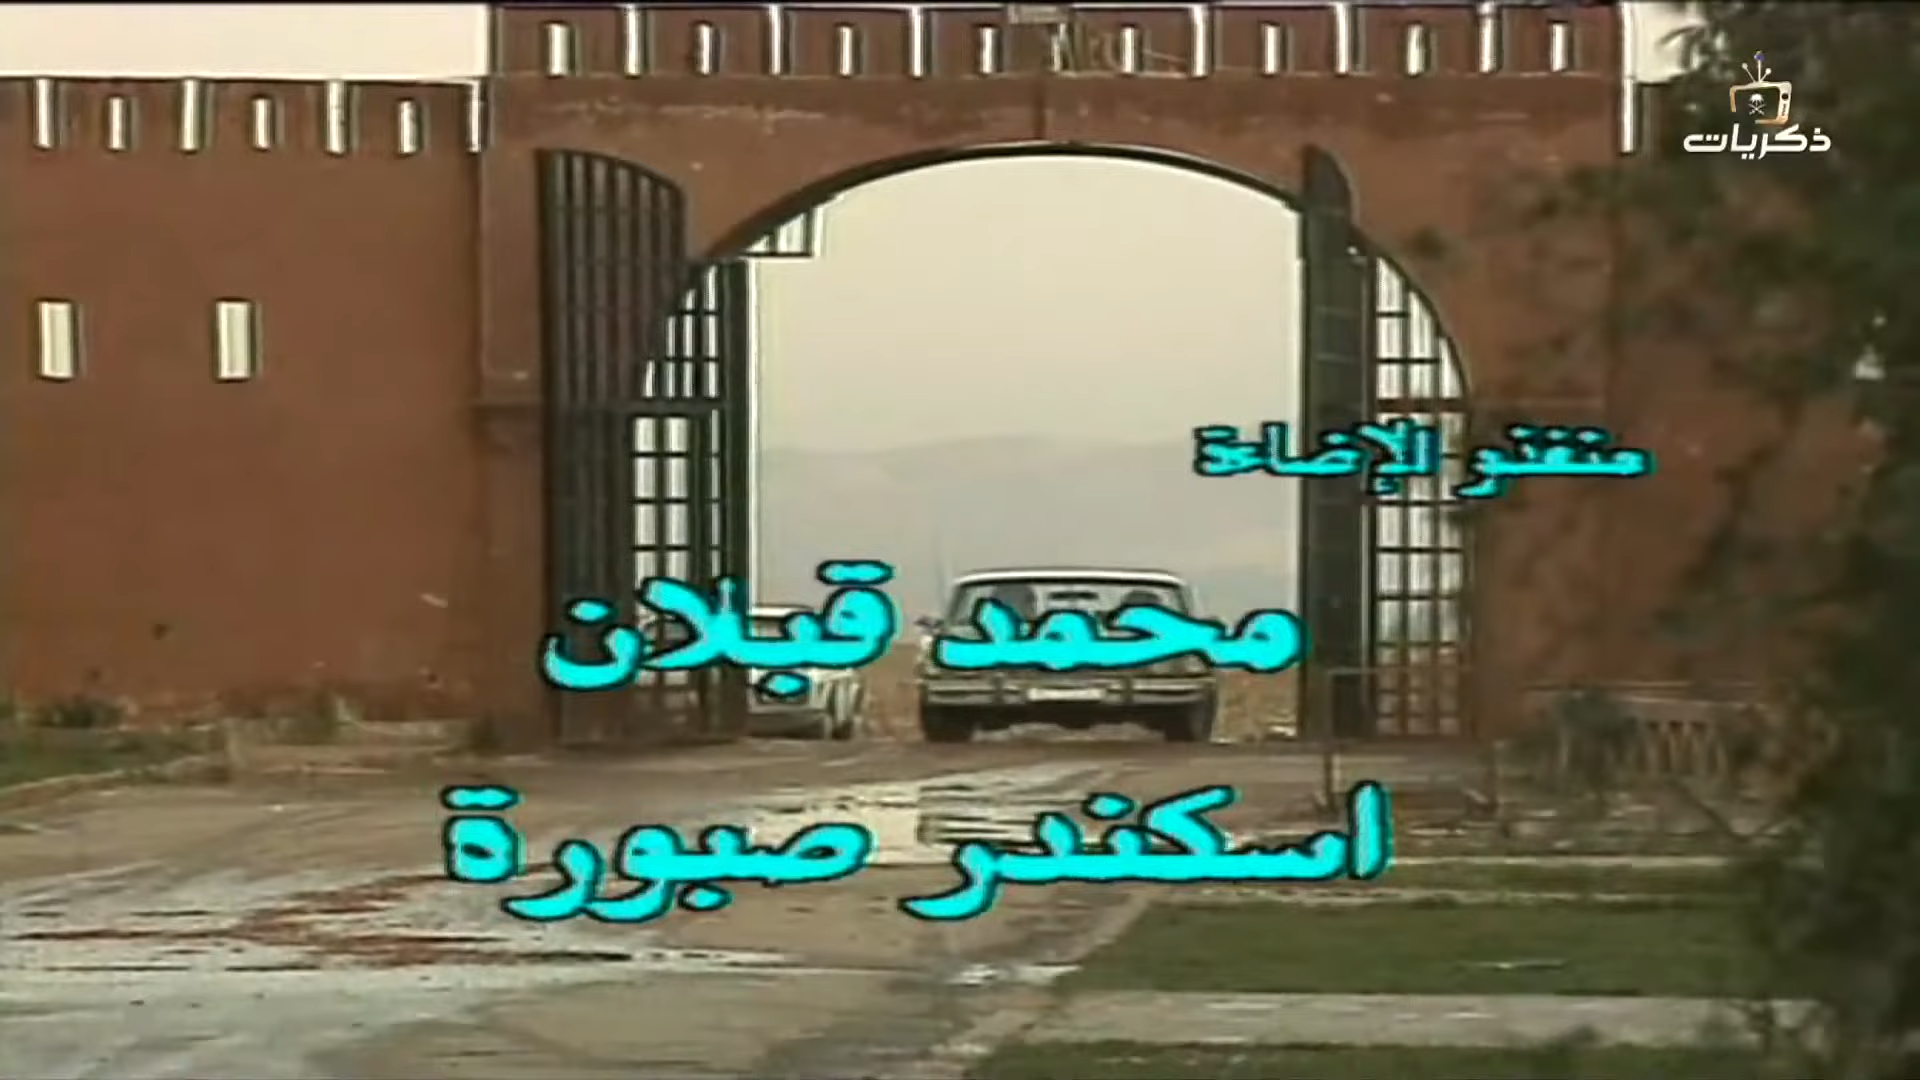 ذكريات
منفذو الإضاءة
محمد قبلان
اسكندر صبورة